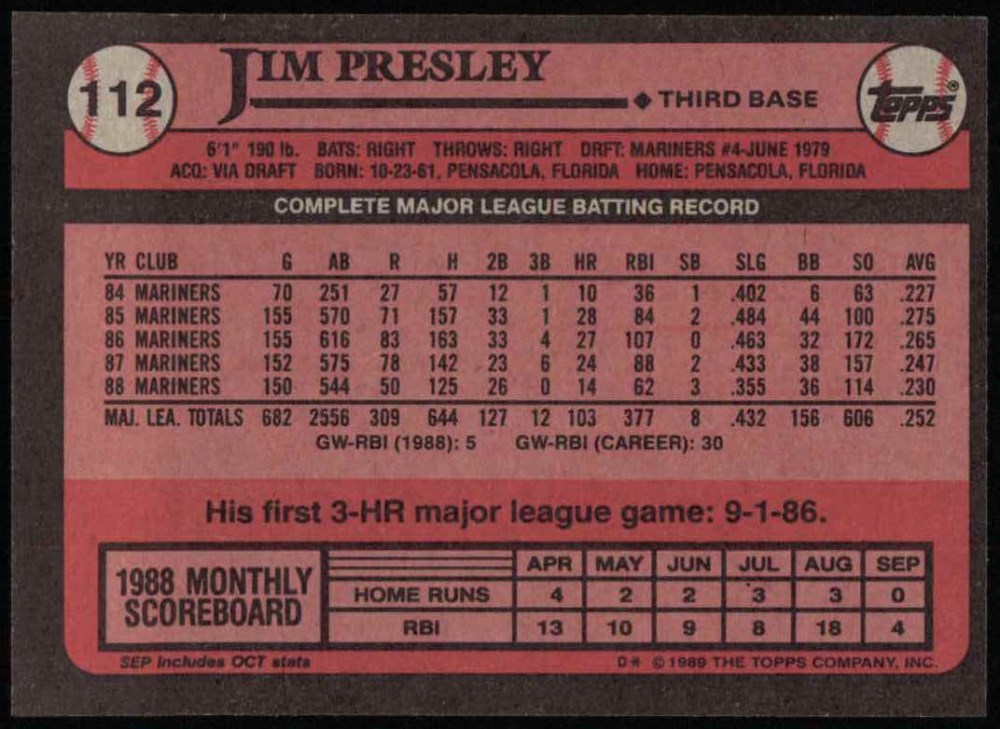 112
JIM PRESLEY
◆ THIRD BASE
Topps®
6'1" 190 lb. BATS: RIGHT THROWS: RIGHT DRFT: MARINERS #4-JUNE 1979
ACQ: VIA DRAFT BORN: 10-23-61, PENSACOLA, FLORIDA HOME: PENSACOLA, FLORIDA
COMPLETE MAJOR LEAGUE BATTING RECORD
YR CLUB G AB R H 2B 3B HR RBI SB SLG BB SO AVG
84 MARINERS 70 251 27 57 12 1 10 36 1 .402 6 63 .227
85 MARINERS 155 570 71 157 33 1 28 84 2 .484 44 100 .275
86 MARINERS 155 616 83 163 33 4 27 107 0 .463 32 172 .265
87 MARINERS 152 575 78 142 23 6 24 88 2 .433 38 157 .247
88 MARINERS 150 544 50 125 26 0 14 62 3 .355 36 114 .230
MAJ. LEA. TOTALS 682 2556 309 644 127 12 103 377 8 .432 156 606 .252
GW-RBI (1988): 5 GW-RBI (CAREER): 30
His first 3-HR major league game: 9-1-86.
1988 MONTHLY
SCOREBOARD
APR MAY JUN JUL AUG SEP
HOME RUNS 4 2 2 3 3 0
RBI 13 10 9 8 18 4
SEP Includes OCT stats
D* © 1989 THE TOPPS COMPANY, INC.